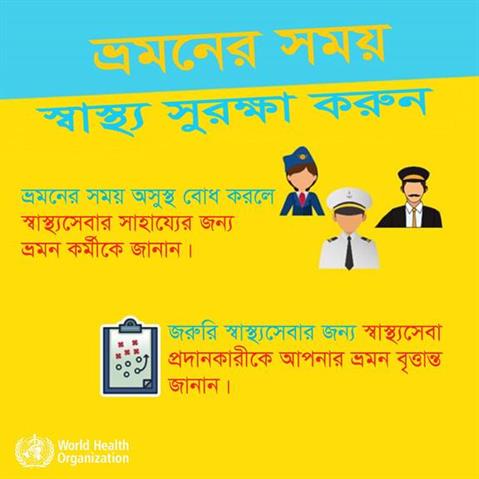 ভ্রমনের সময়
স্বাস্থ্য সুরক্ষা করুন
ভ্রমনের সময় অসুস্থ বোধ করলে
স্বাস্থ্যসেবার সাহায্যের জন্য
ভ্রমন কর্মীকে জানান।
জরুরি স্বাস্থ্যসেবার জন্য স্বাস্থ্যসেবা
প্রদানকারীকে আপনার ভ্রমন বৃত্তান্ত
জানান।
World Health
Organization